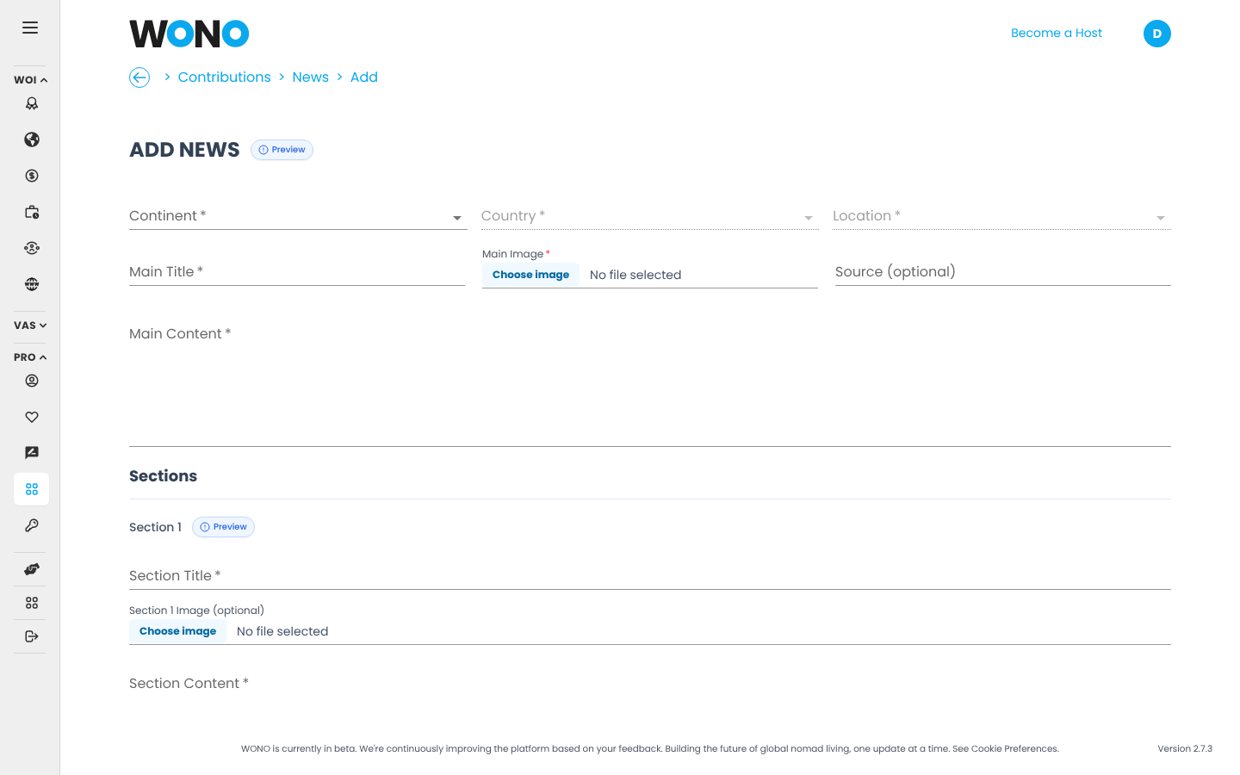 WONO
Become a Host
D
> Contributions > News > Add
WOI
ADD NEWS
Preview
Continent *
Country *
Location *
Main Title *
Main Image *
Choose image
No file selected
Source (optional)
VAS
Main Content *
PRO
Sections
Section 1
Preview
Section Title *
Section 1 Image (optional)
Choose image
No file selected
Section Content *
WONO is currently in beta. We're continuously improving the platform based on your feedback. Building the future of global nomad living, one update at a time. See Cookie Preferences.
Version 2.7.3